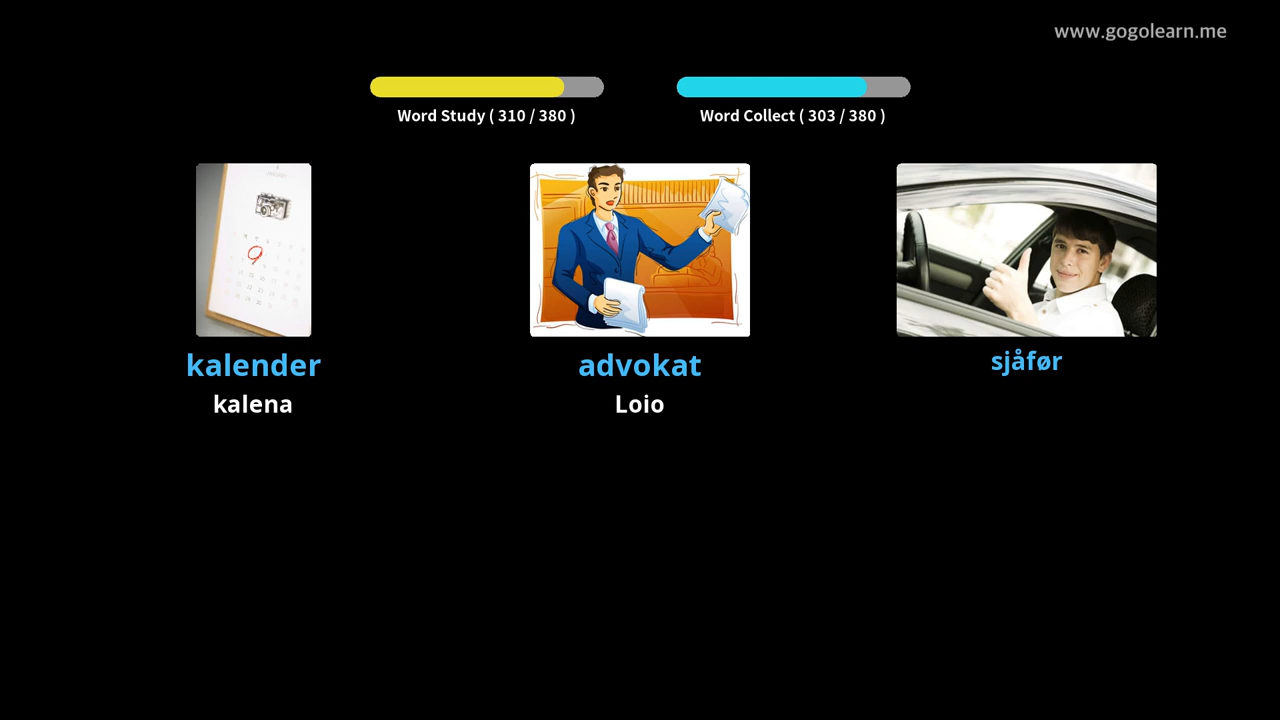 www.gogolearn.me
Word Study ( 310 / 380 )
Word Collect ( 303 / 380 )
kalender
advokat
sjåfør
kalena
Loio